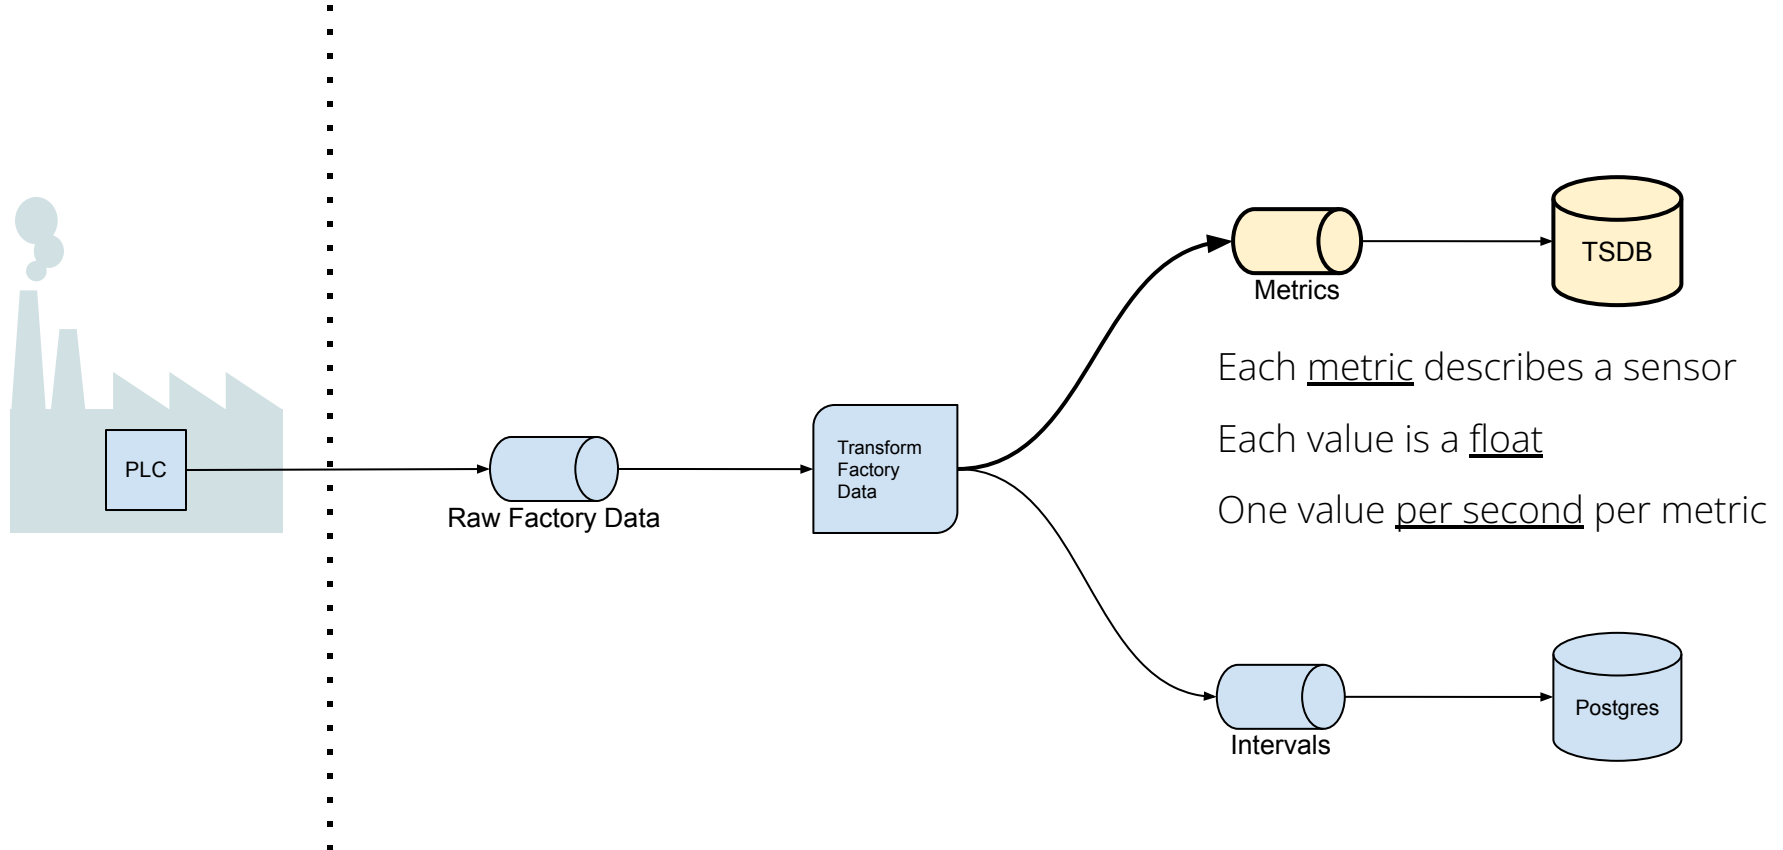 PLC
Raw Factory Data
Transform
Factory
Data
Metrics
TSDB
Each metric describes a sensor
Each value is a float
One value per second per metric
Intervals
Postgres